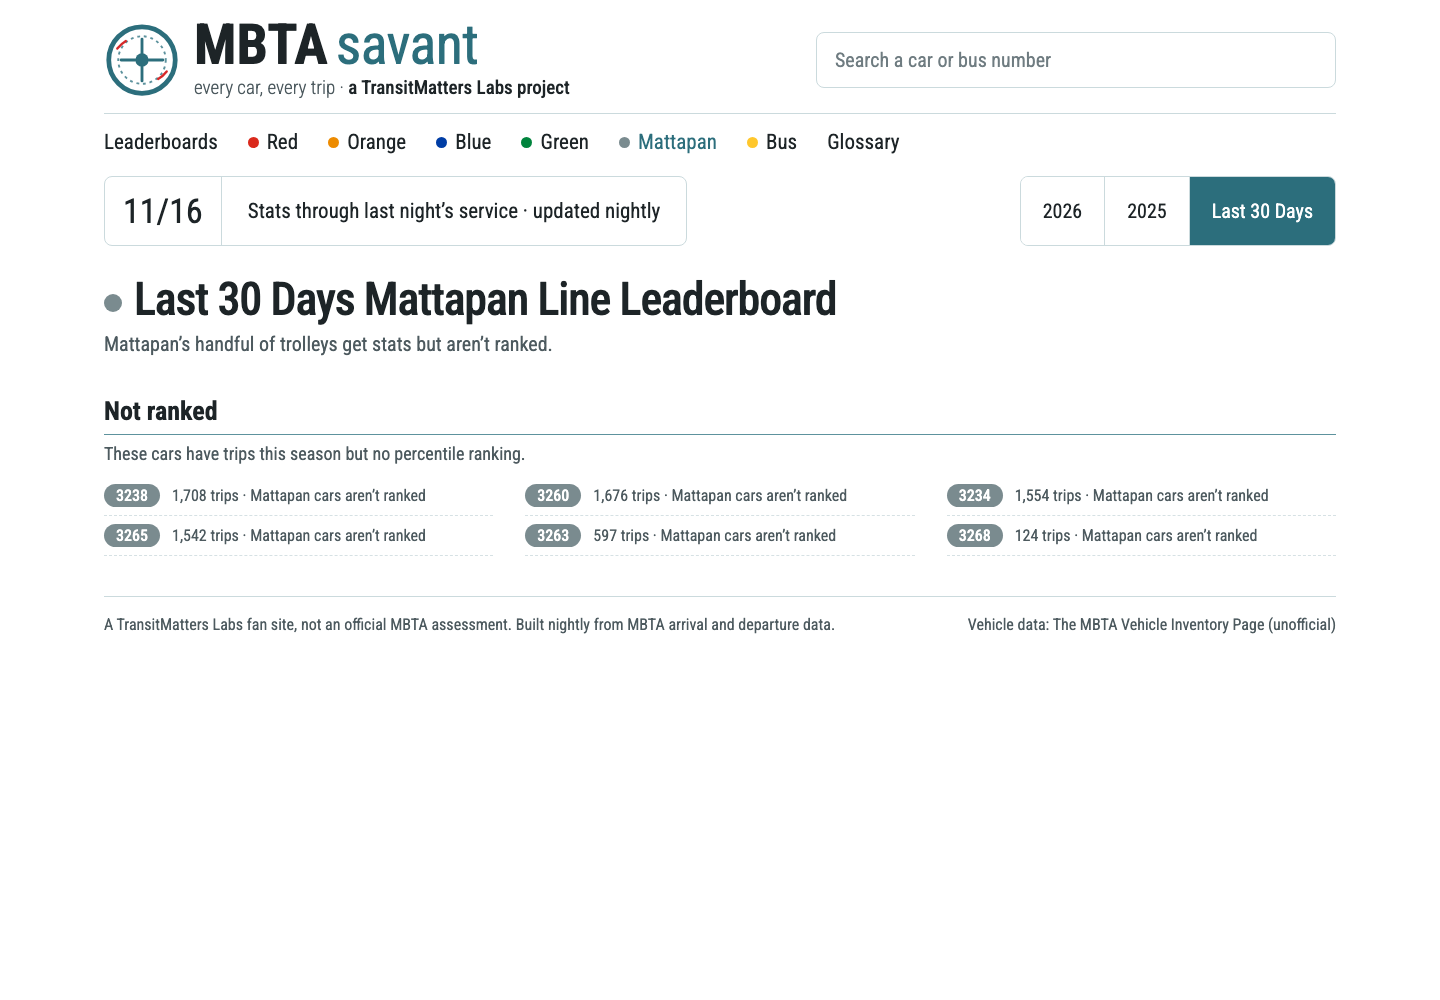 MBTA savant
every car, every trip · a TransitMatters Labs project
Search a car or bus number
Leaderboards Red Orange Blue Green Mattapan Bus Glossary
11/16 Stats through last night’s service · updated nightly 2026 2025 Last 30 Days
Last 30 Days Mattapan Line Leaderboard
Mattapan’s handful of trolleys get stats but aren’t ranked.
Not ranked
These cars have trips this season but no percentile ranking.
3238 1,708 trips · Mattapan cars aren’t ranked 3260 1,676 trips · Mattapan cars aren’t ranked 3234 1,554 trips · Mattapan cars aren’t ranked
3265 1,542 trips · Mattapan cars aren’t ranked 3263 597 trips · Mattapan cars aren’t ranked 3268 124 trips · Mattapan cars aren’t ranked
A TransitMatters Labs fan site, not an official MBTA assessment. Built nightly from MBTA arrival and departure data. Vehicle data: The MBTA Vehicle Inventory Page (unofficial)